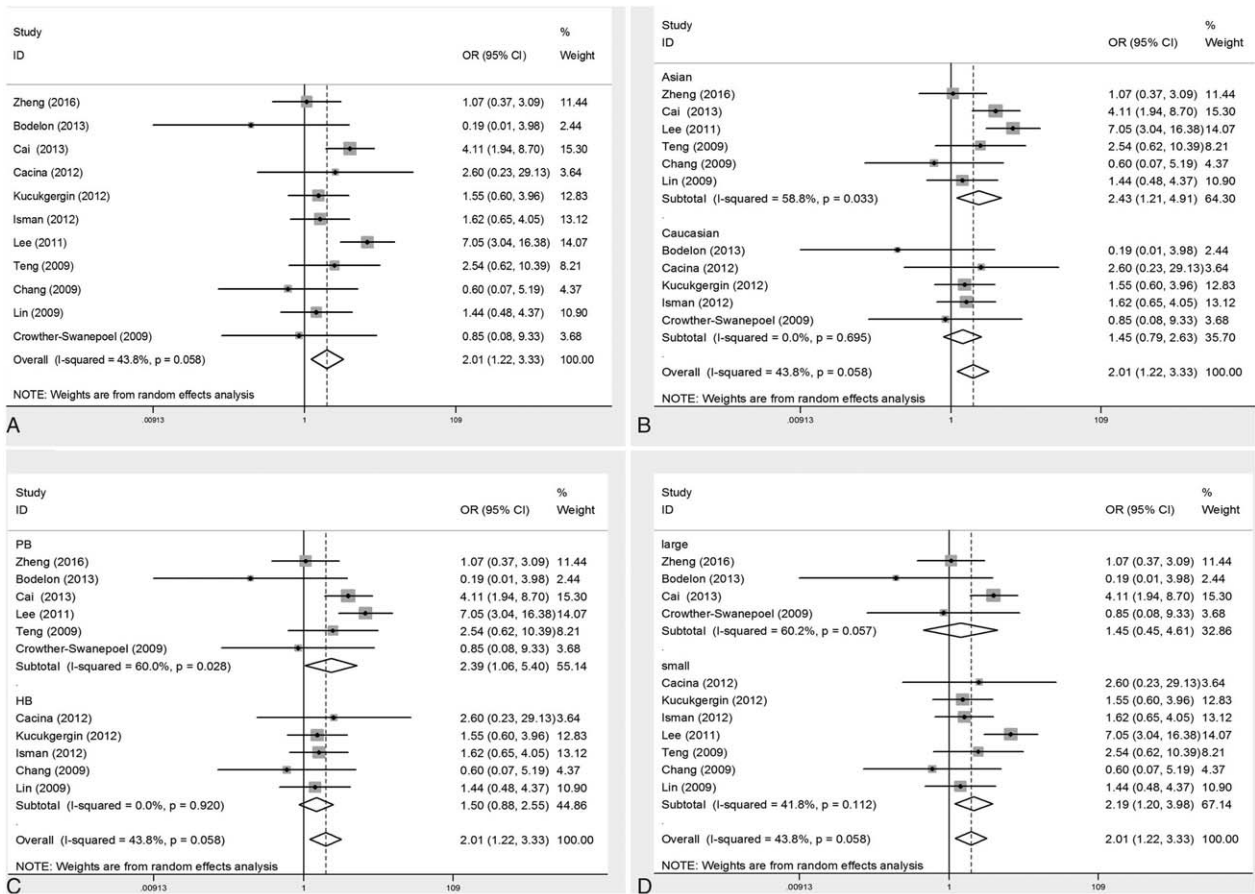 Study %
ID OR (95% CI) Weight
Zheng (2016) 1.07 (0.37, 3.09) 11.44
Bodelon (2013) 0.19 (0.01, 3.98) 2.44
Cai (2013) 4.11 (1.94, 8.70) 15.30
Cacina (2012) 2.60 (0.23, 29.13) 3.64
Kucukgergin (2012) 1.55 (0.60, 3.96) 12.83
Isman (2012) 1.62 (0.65, 4.05) 13.12
Lee (2011) 7.05 (3.04, 16.38) 14.07
Teng (2009) 2.54 (0.62, 10.39) 8.21
Chang (2009) 0.60 (0.07, 5.19) 4.37
Lin (2009) 1.44 (0.48, 4.37) 10.90
Crowther-Swanepoel (2009) 0.85 (0.08, 9.33) 3.68
Overall (I-squared = 43.8%, p = 0.058) 2.01 (1.22, 3.33) 100.00
NOTE: Weights are from random effects analysis
.00913 1 109
A
Study %
ID OR (95% CI) Weight
Asian
Zheng (2016) 1.07 (0.37, 3.09) 11.44
Cai (2013) 4.11 (1.94, 8.70) 15.30
Lee (2011) 7.05 (3.04, 16.38) 14.07
Teng (2009) 2.54 (0.62, 10.39) 8.21
Chang (2009) 0.60 (0.07, 5.19) 4.37
Lin (2009) 1.44 (0.48, 4.37) 10.90
Subtotal (I-squared = 58.8%, p = 0.033) 2.43 (1.21, 4.91) 64.30
.
Caucasian
Bodelon (2013) 0.19 (0.01, 3.98) 2.44
Cacina (2012) 2.60 (0.23, 29.13) 3.64
Kucukgergin (2012) 1.55 (0.60, 3.96) 12.83
Isman (2012) 1.62 (0.65, 4.05) 13.12
Crowther-Swanepoel (2009) 0.85 (0.08, 9.33) 3.68
Subtotal (I-squared = 0.0%, p = 0.695) 1.45 (0.79, 2.63) 35.70
.
Overall (I-squared = 43.8%, p = 0.058) 2.01 (1.22, 3.33) 100.00
NOTE: Weights are from random effects analysis
.00913 1 109
B
Study %
ID OR (95% CI) Weight
PB
Zheng (2016) 1.07 (0.37, 3.09) 11.44
Bodelon (2013) 0.19 (0.01, 3.98) 2.44
Cai (2013) 4.11 (1.94, 8.70) 15.30
Lee (2011) 7.05 (3.04, 16.38) 14.07
Teng (2009) 2.54 (0.62, 10.39) 8.21
Crowther-Swanepoel (2009) 0.85 (0.08, 9.33) 3.68
Subtotal (I-squared = 60.0%, p = 0.028) 2.39 (1.06, 5.40) 55.14
.
HB
Cacina (2012) 2.60 (0.23, 29.13) 3.64
Kucukgergin (2012) 1.55 (0.60, 3.96) 12.83
Isman (2012) 1.62 (0.65, 4.05) 13.12
Chang (2009) 0.60 (0.07, 5.19) 4.37
Lin (2009) 1.44 (0.48, 4.37) 10.90
Subtotal (I-squared = 0.0%, p = 0.920) 1.50 (0.88, 2.55) 44.86
.
Overall (I-squared = 43.8%, p = 0.058) 2.01 (1.22, 3.33) 100.00
NOTE: Weights are from random effects analysis
.00913 1 109
C
Study %
ID OR (95% CI) Weight
large
Zheng (2016) 1.07 (0.37, 3.09) 11.44
Bodelon (2013) 0.19 (0.01, 3.98) 2.44
Cai (2013) 4.11 (1.94, 8.70) 15.30
Crowther-Swanepoel (2009) 0.85 (0.08, 9.33) 3.68
Subtotal (I-squared = 60.2%, p = 0.057) 1.45 (0.45, 4.61) 32.86
.
small
Cacina (2012) 2.60 (0.23, 29.13) 3.64
Kucukgergin (2012) 1.55 (0.60, 3.96) 12.83
Isman (2012) 1.62 (0.65, 4.05) 13.12
Lee (2011) 7.05 (3.04, 16.38) 14.07
Teng (2009) 2.54 (0.62, 10.39) 8.21
Chang (2009) 0.60 (0.07, 5.19) 4.37
Lin (2009) 1.44 (0.48, 4.37) 10.90
Subtotal (I-squared = 41.8%, p = 0.112) 2.19 (1.20, 3.98) 67.14
.
Overall (I-squared = 43.8%, p = 0.058) 2.01 (1.22, 3.33) 100.00
NOTE: Weights are from random effects analysis
.00913 1 109
D